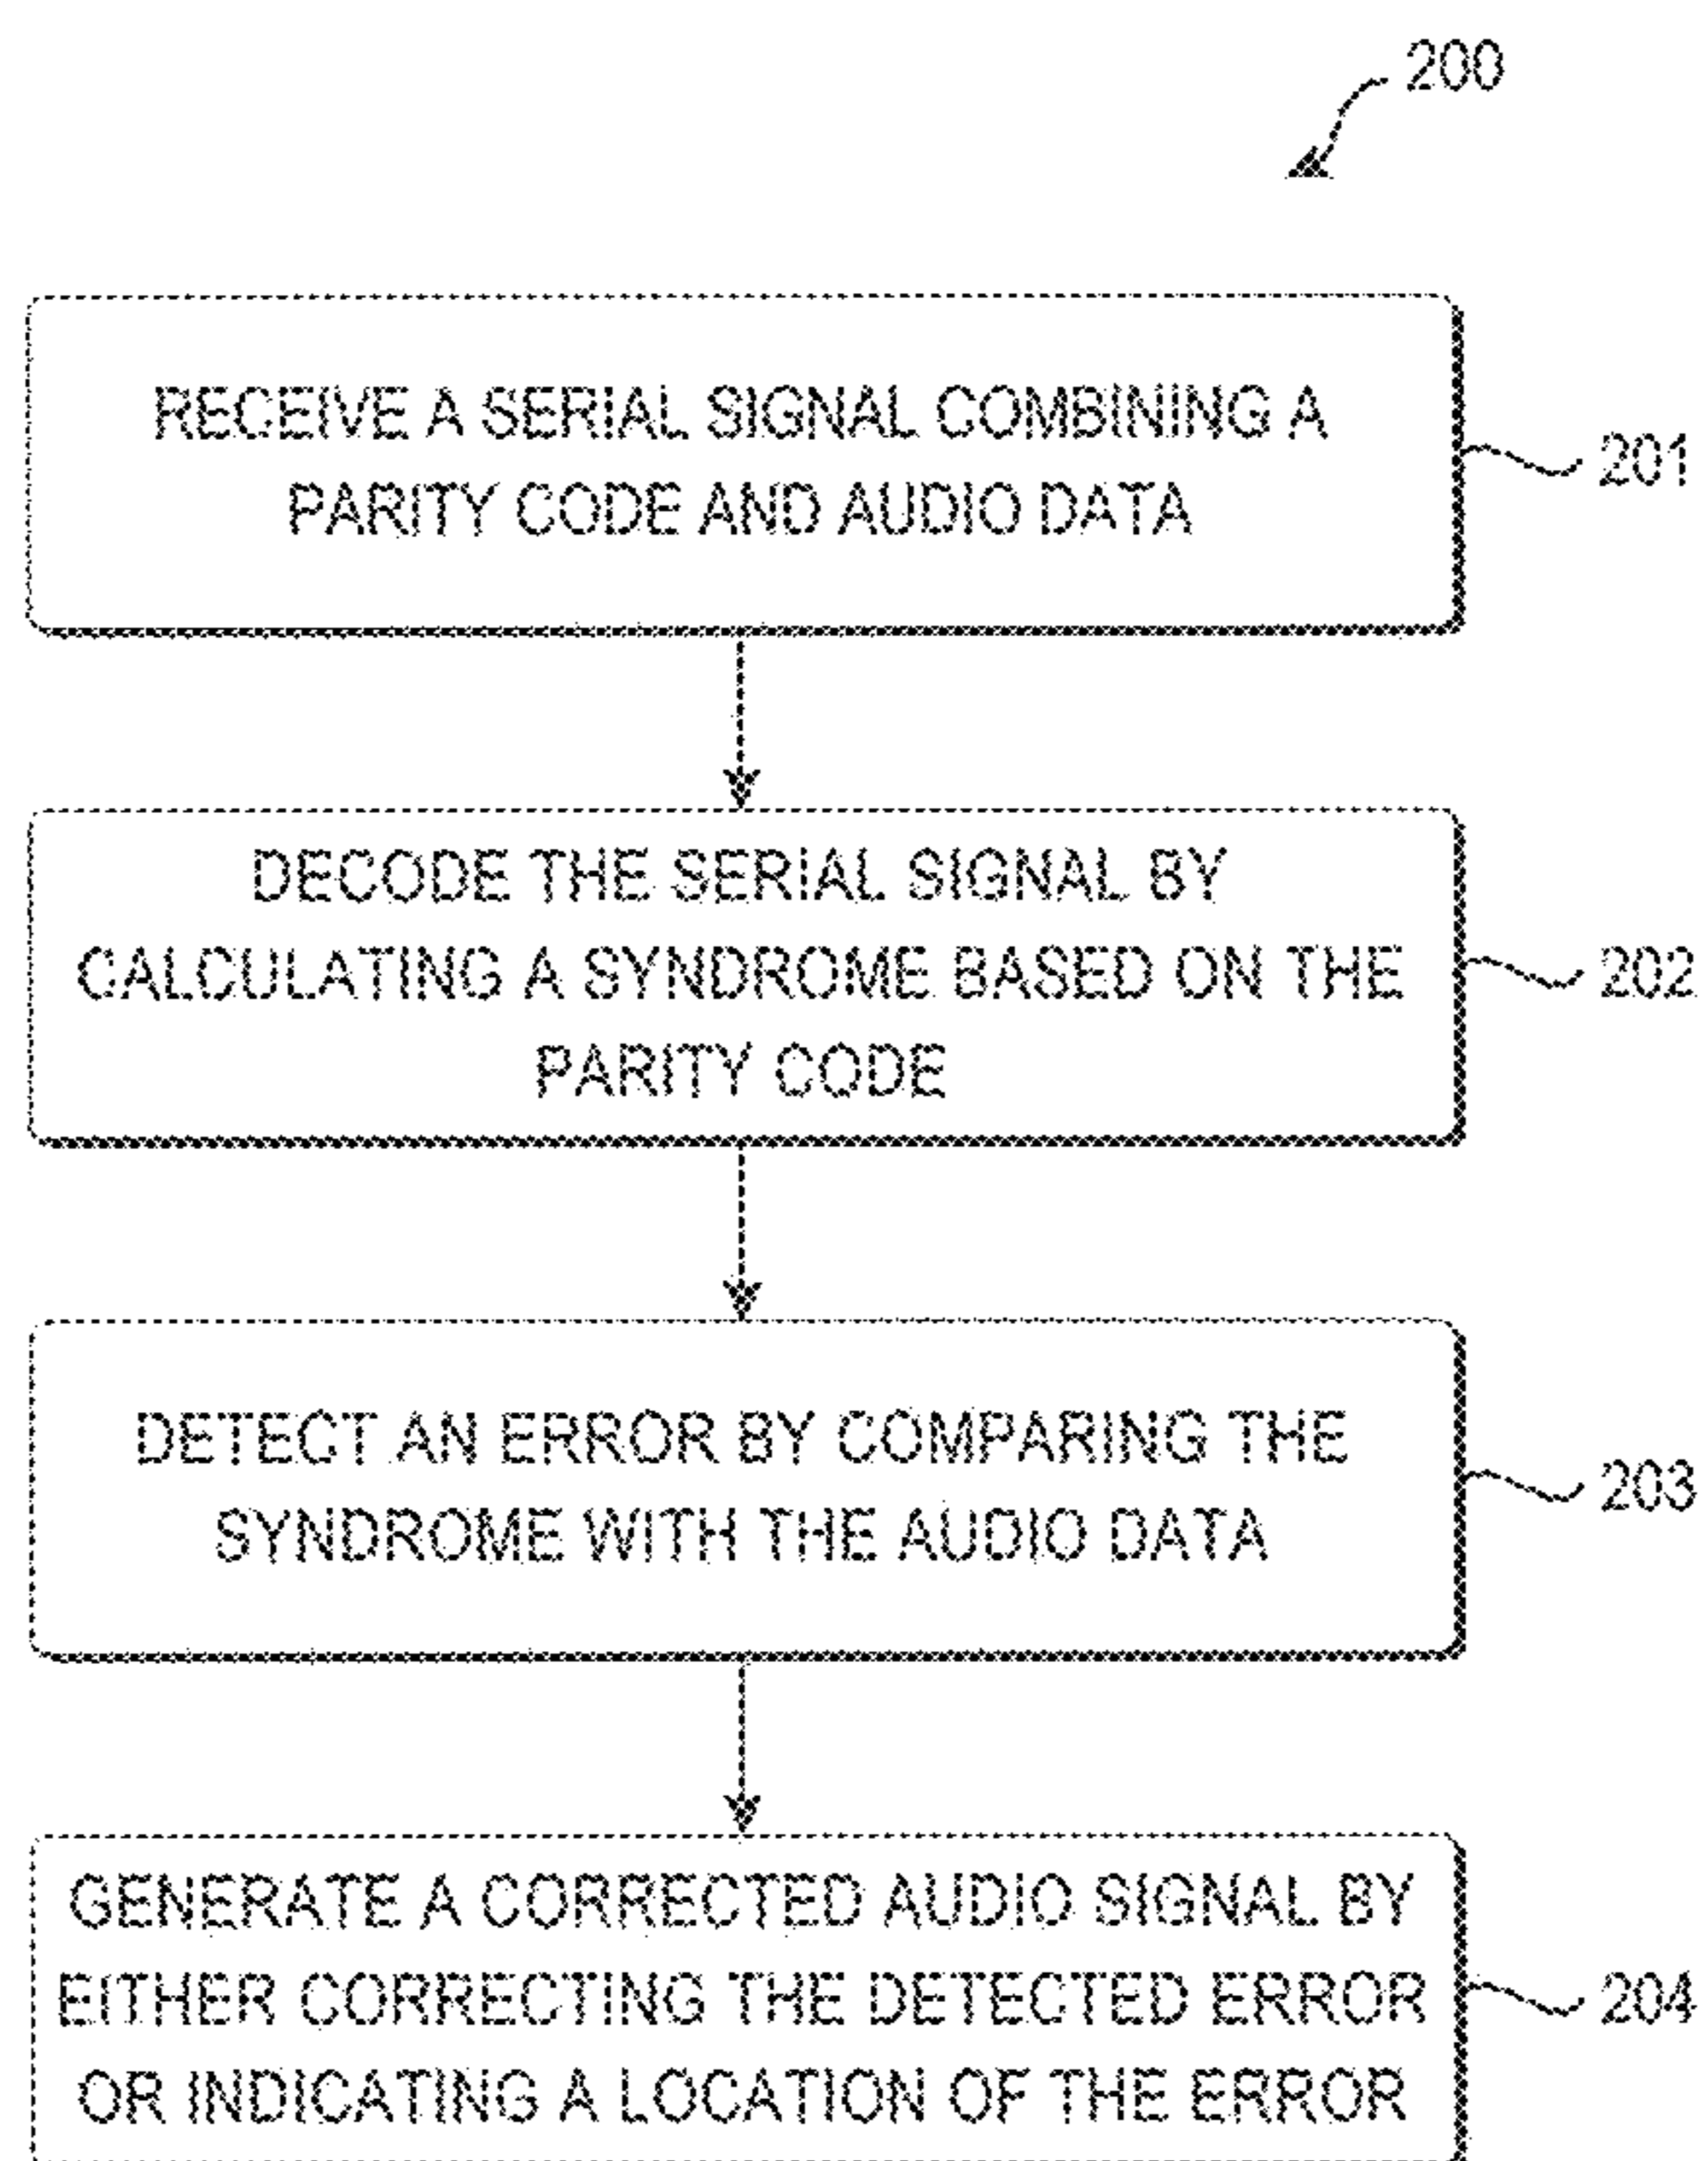 200
RECEIVE A SERIAL SIGNAL COMBINING A
PARITY CODE AND AUDIO DATA
201
DECODE THE SERIAL SIGNAL BY
CALCULATING A SYNDROME BASED ON THE
PARITY CODE
202
DETECT AN ERROR BY COMPARING THE
SYNDROME WITH THE AUDIO DATA
203
GENERATE A CORRECTED AUDIO SIGNAL BY
EITHER CORRECTING THE DETECTED ERROR
OR INDICATING A LOCATION OF THE ERROR
204